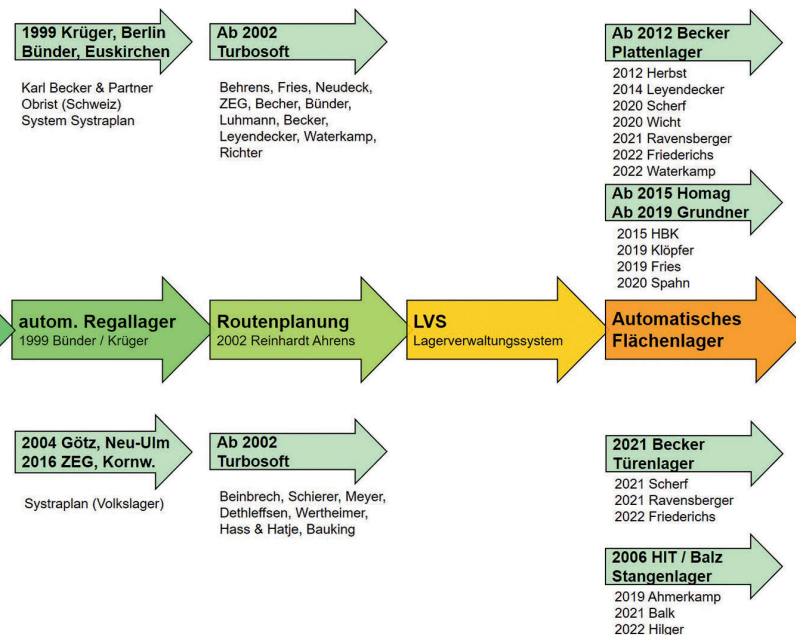 1999 Krüger, Berlin
Bünder, Euskirchen
Karl Becker & Partner
Obrist (Schweiz)
System Systraplan
Ab 2002
Turbosoft
Behrens, Fries, Neudeck,
ZEG, Becher, Bünder,
Luhmann, Becker,
Leyendecker, Waterkamp,
Richter
Ab 2012 Becker
Plattenlager
2012 Herbst
2014 Leyendecker
2020 Scherf
2020 Wicht
2021 Ravensberger
2022 Friederichs
2022 Waterkamp
Ab 2015 Homag
Ab 2019 Grundner
2015 HBK
2019 Klöpfer
2019 Fries
2020 Spahn
autom. Regallager
1999 Bünder / Krüger
Routenplanung
2002 Reinhardt Ahrens
LVS
Lagerverwaltungssystem
Automatisches
Flächenlager
2004 Götz, Neu-Ulm
2016 ZEG, Kornw.
Systraplan (Volkslager)
Ab 2002
Turbosoft
Beinbrech, Schierer, Meyer,
Dethleffsen, Wertheimer,
Hass & Hatje, Bauking
2021 Becker
Türenlager
2021 Scherf
2021 Ravensberger
2022 Friederichs
2006 HIT / Balz
Stangenlager
2019 Ahmerkamp
2021 Balk
2022 Hilger